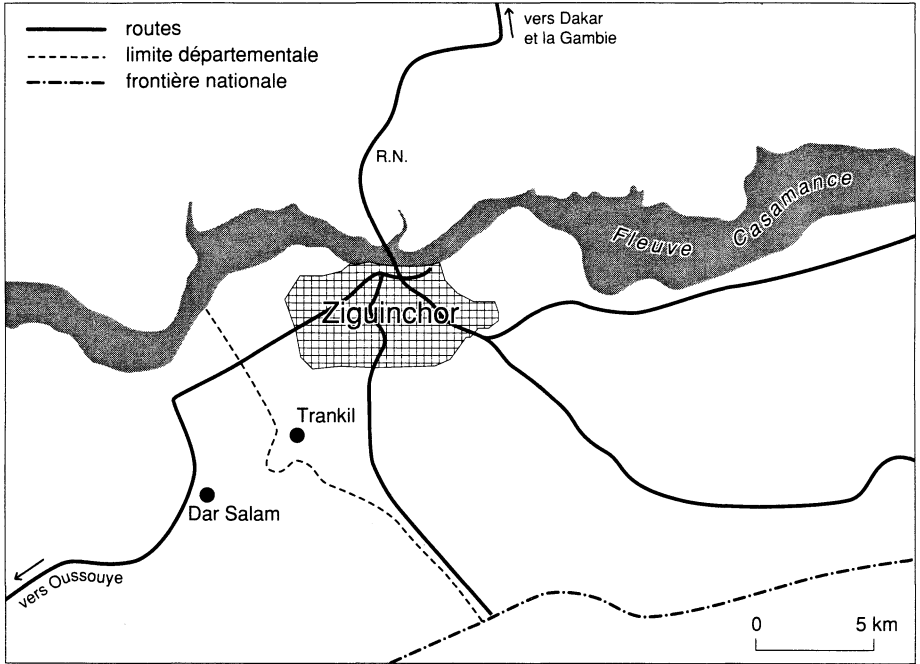 routes
limite départementale
frontière nationale
vers Dakar
et la Gambie
R.N.
Fleuve Casamance
Ziguinchor
Trankil
Dar Salam
vers Oussouye
0 5 km